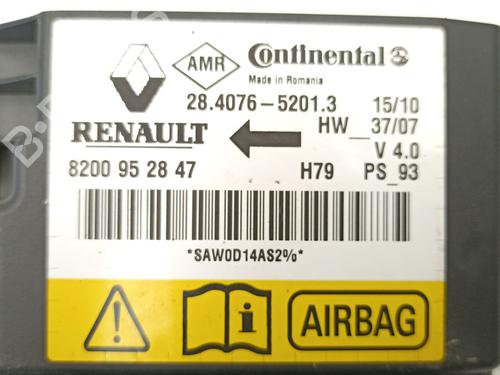 AMR Continental
Made in Romania
28.4076-5201.3 15/10
RENAULT HW__37/07
V 4.0
8200 95 28 47 H79 PS_93
*SAW0D14AS2%*
AIRBAG